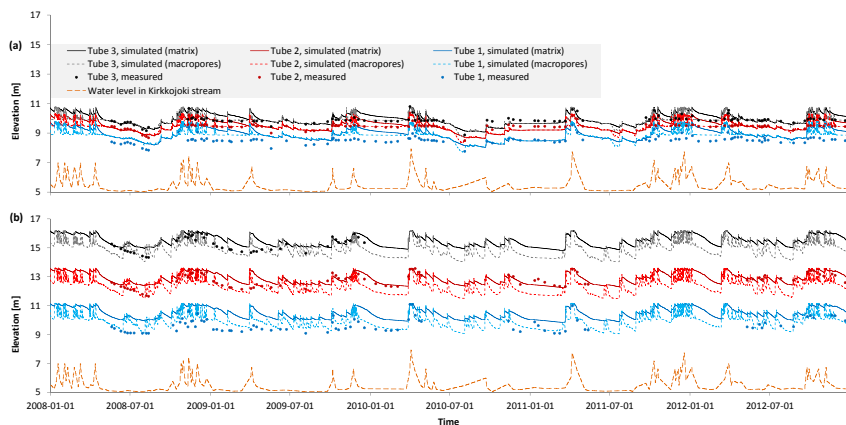 17
(a)
15
13
11
9
7
5
Elevation [m]
Tube 3, simulated (matrix) Tube 2, simulated (matrix) Tube 1, simulated (matrix)
Tube 3, simulated (macropores) Tube 2, simulated (macropores) Tube 1, simulated (macropores)
Tube 3, measured Tube 2, measured Tube 1, measured
Water level in Kirkkojoki stream
17
(b)
15
13
11
9
7
5
Elevation [m]
2008-01-01 2008-07-01 2009-01-01 2009-07-01 2010-01-01 2010-07-01 2011-01-01 2011-07-01 2012-01-01 2012-07-01
Time